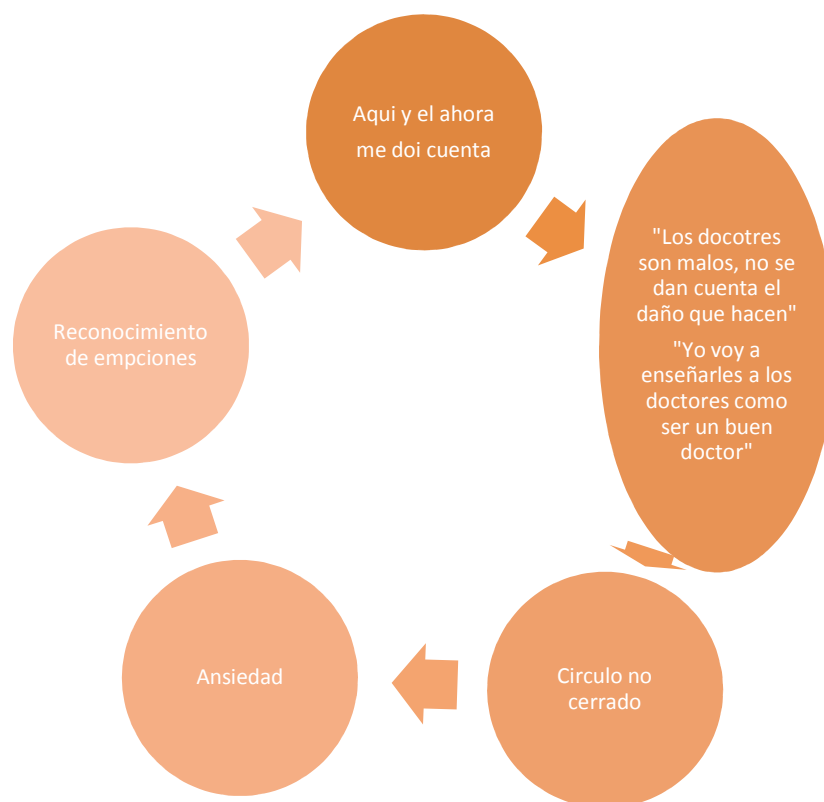 Aqui y el ahora
me doi cuenta
"Los docotres
son malos, no se
dan cuenta el
daño que hacen"
"Yo voy a
enseñarles a los
doctores como
ser un buen
doctor"
Circulo no
cerrado
Ansiedad
Reconocimiento
de empciones